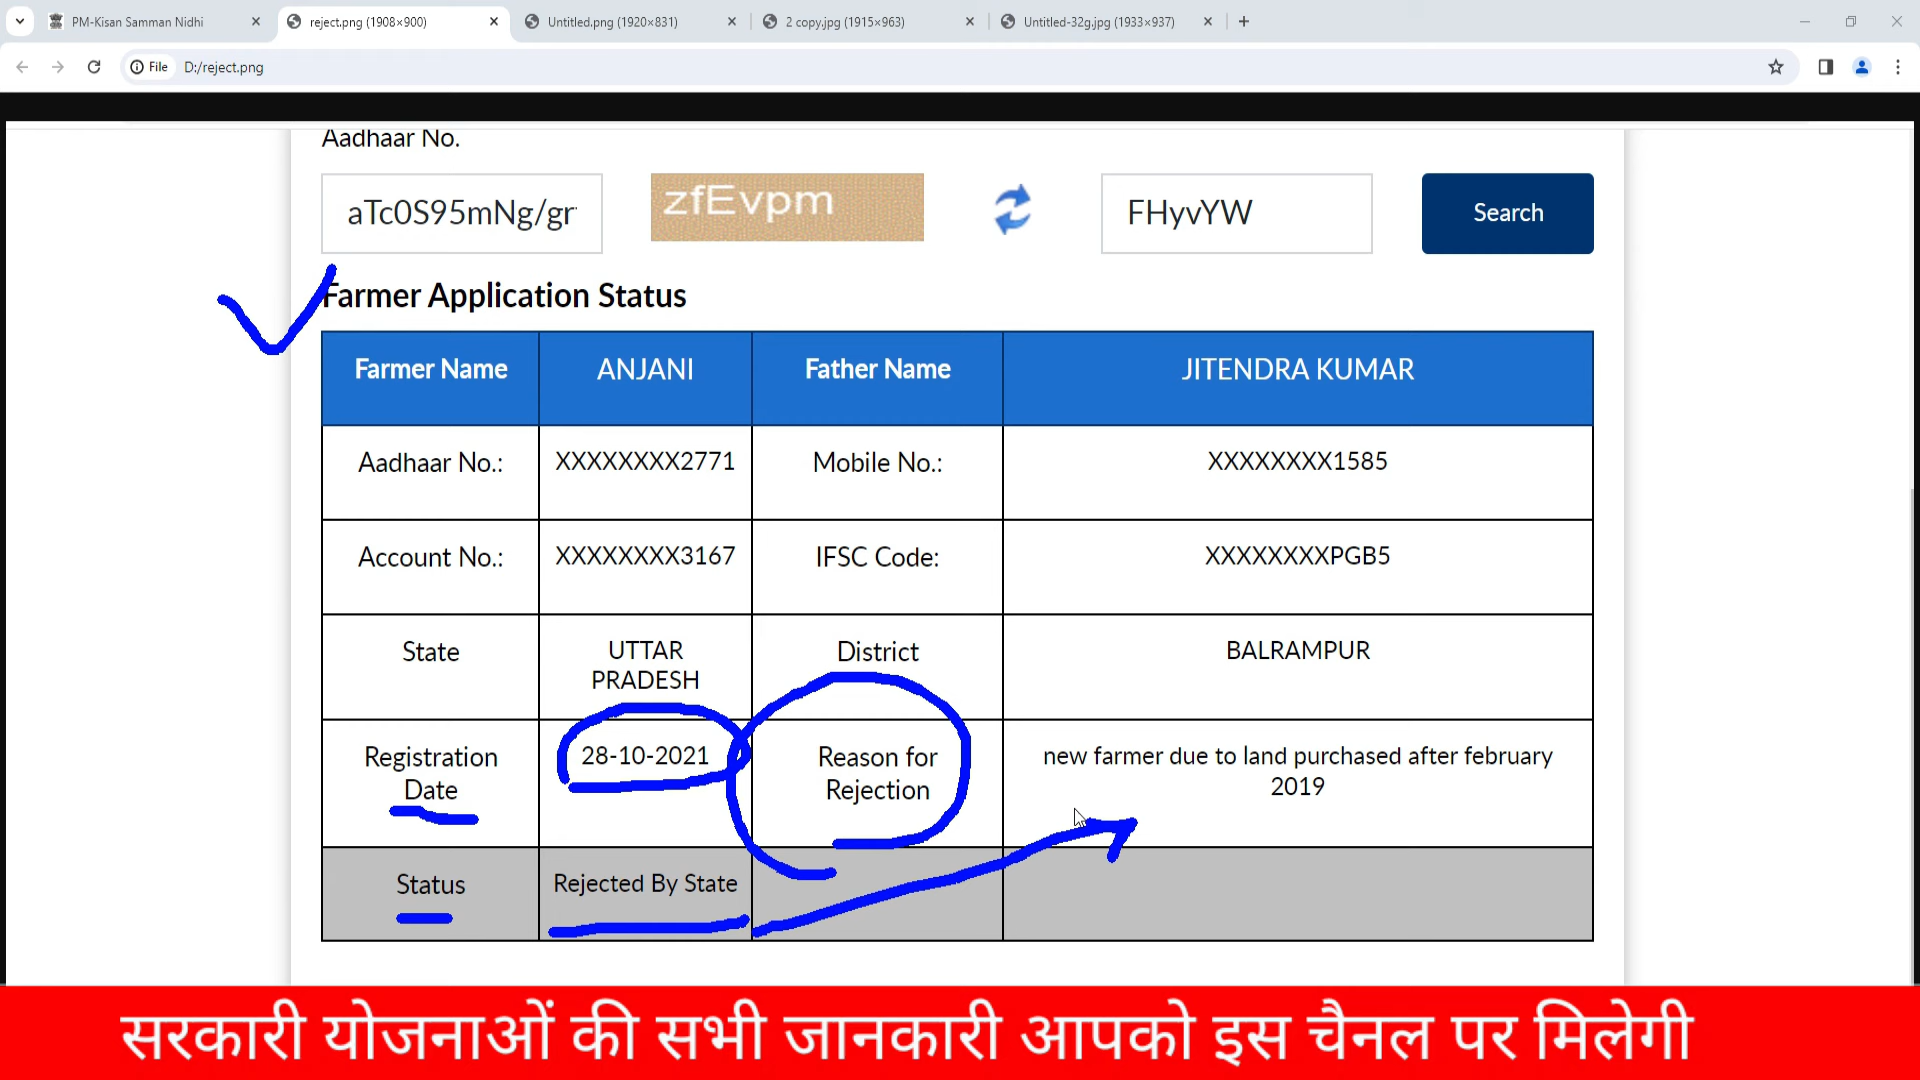 PM-Kisan Samman Nidhi
reject.png (1908×900)
Untitled.png (1920×831)
2 copy.jpg (1915×963)
Untitled-32g.jpg (1933×937)
File
D:/reject.png
Aadhaar No.
aTc0S95mNg/gr
zfEvpm
FHyvYW
Search
Farmer Application Status
Farmer Name
ANJANI
Father Name
JITENDRA KUMAR
Aadhaar No.:
XXXXXXXX2771
Mobile No.:
XXXXXXXX1585
Account No.:
XXXXXXXX3167
IFSC Code:
XXXXXXXXPGB5
State
UTTAR
PRADESH
District
BALRAMPUR
Registration
Date
28-10-2021
Reason for
Rejection
new farmer due to land purchased after february
2019
Status
Rejected By State
सरकारी योजनाओं की सभी जानकारी आपको इस चैनल पर मिलेगी